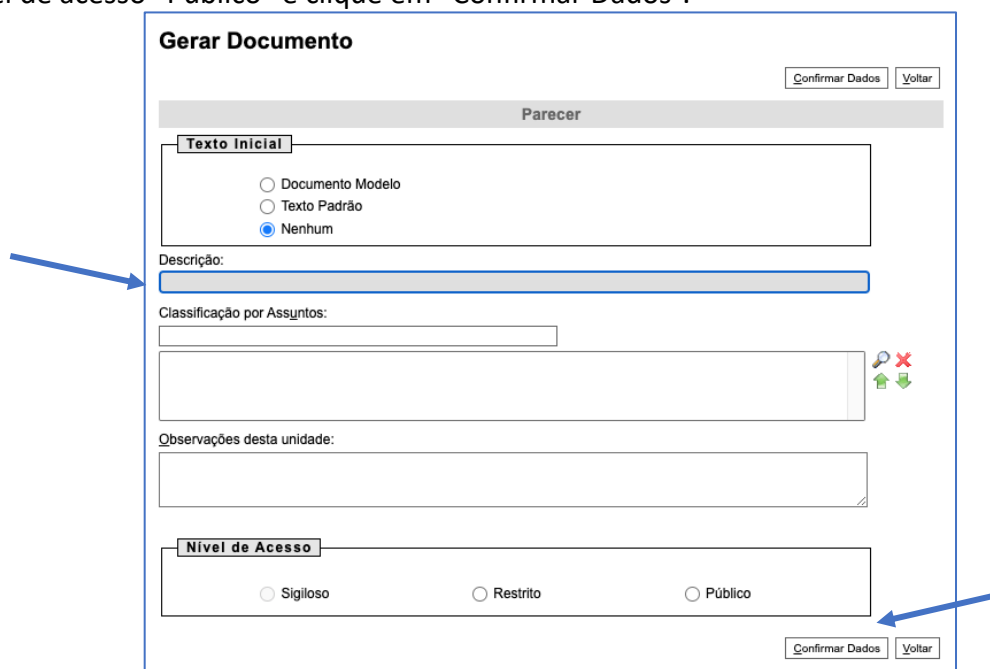 de acesso "Público" e clique em "Confirmar Dados".
Gerar Documento
Confirmar Dados Voltar
Parecer
Texto Inicial
Documento Modelo
Texto Padrão
Nenhum
Descrição:
Classificação por Assuntos:
Observações desta unidade:
Nível de Acesso
Sigiloso Restrito Público
Confirmar Dados Voltar